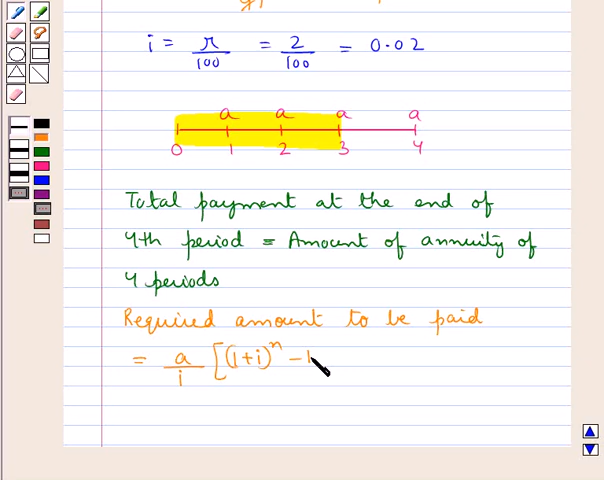 i = r/100 = 2/100 = 0.02
a a a a
0 1 2 3 4
Total payment at the end of
4th period = Amount of annuity of
4 periods
Required amount to be paid
= a/i [(1+i)^n - 1